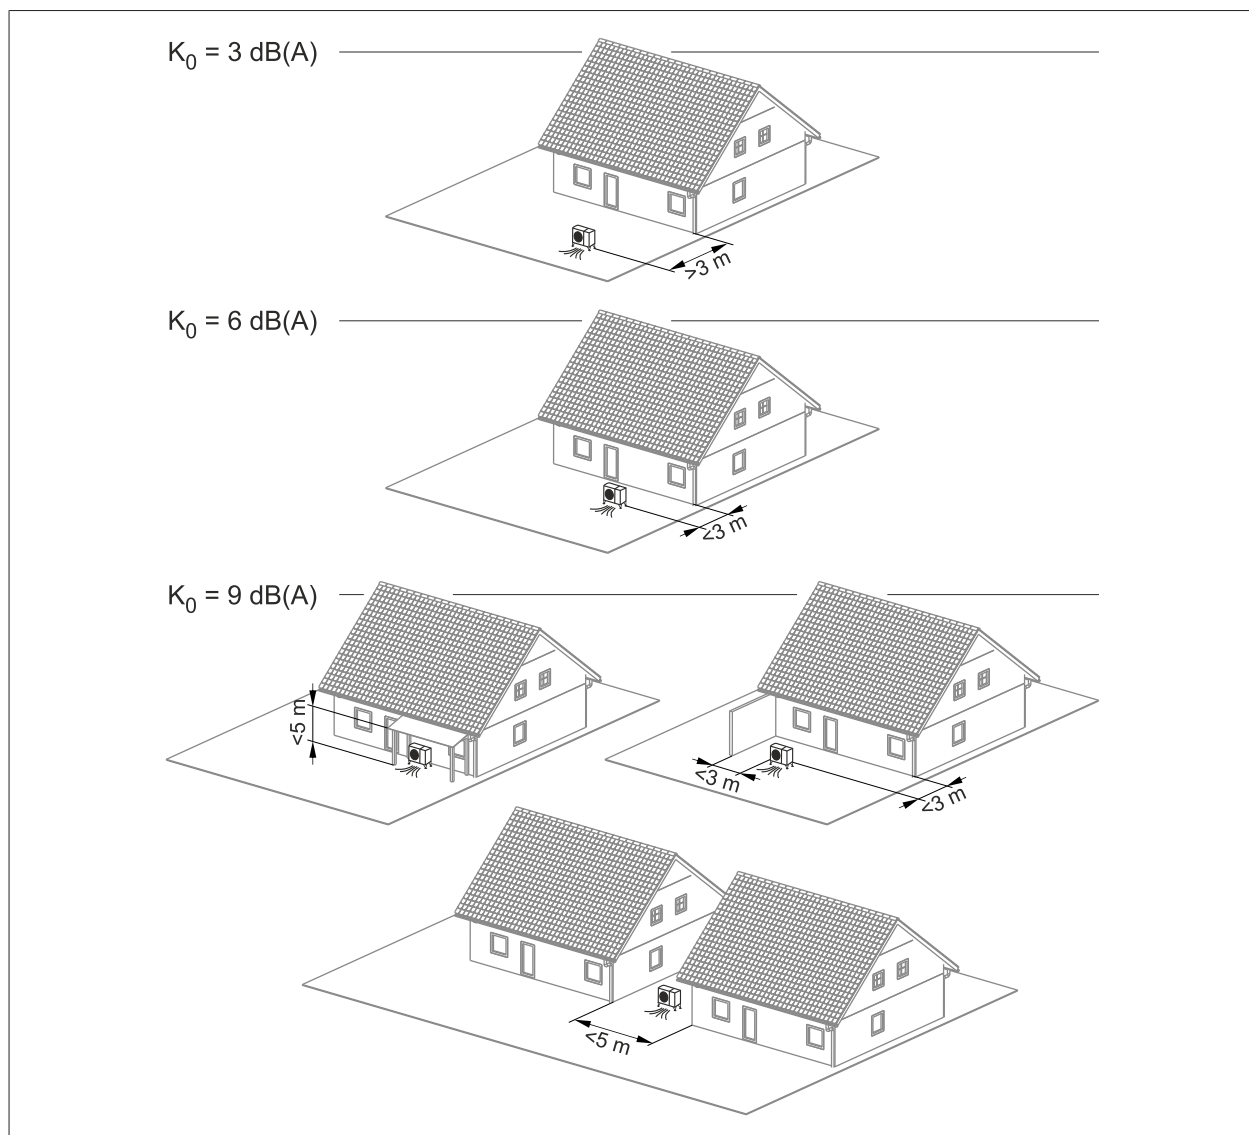 K₀ = 3 dB(A)
>3 m
K₀ = 6 dB(A)
<3 m
K₀ = 9 dB(A)
<5 m
<3 m
<3 m
<5 m